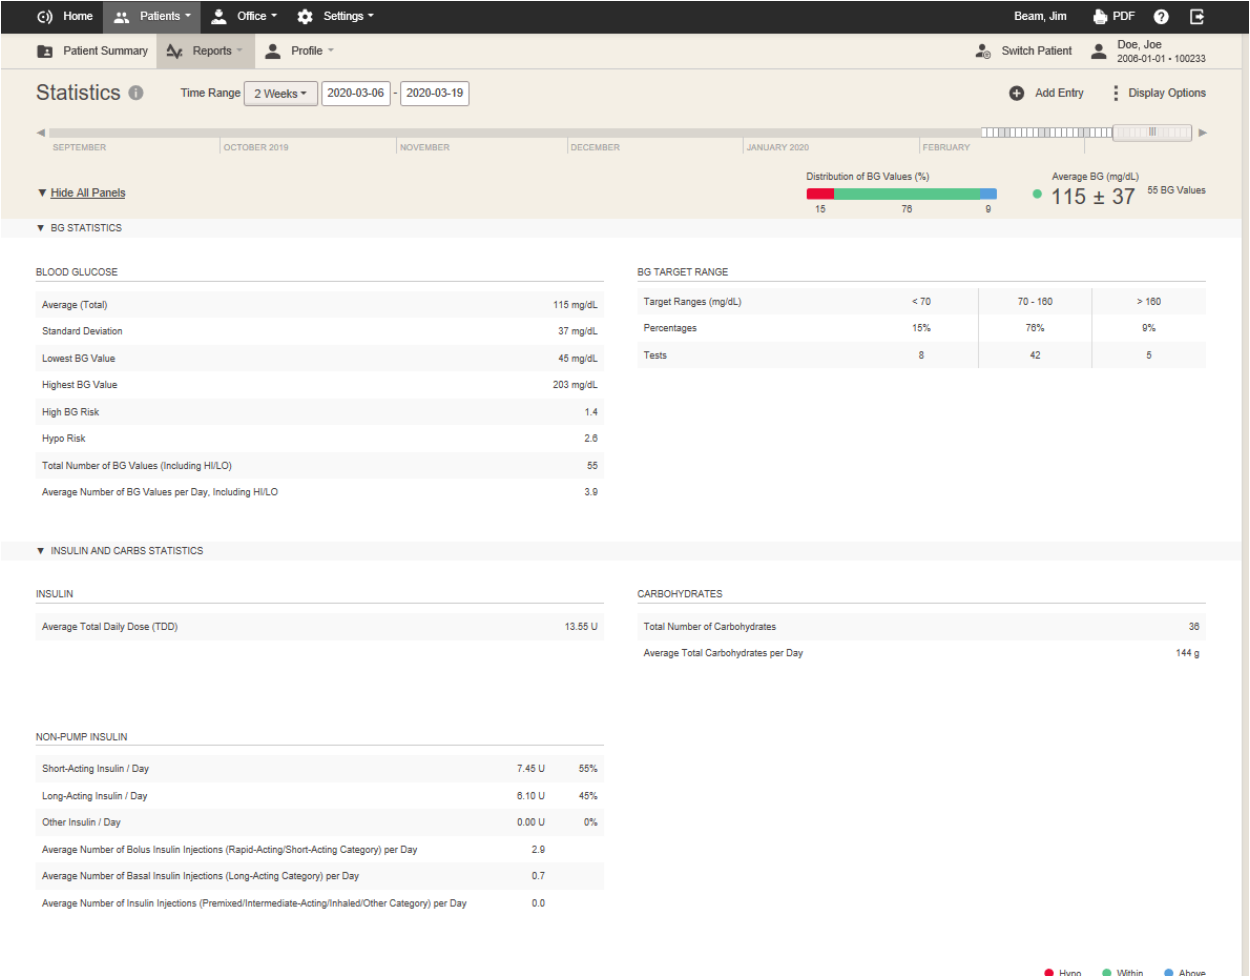 Home Patients Office Settings Beam, Jim PDF ?
Patient Summary Reports Profile Switch Patient Doe, Joe
2006-01-01 • 100233
Statistics i Time Range 2 Weeks 2020-03-06 - 2020-03-19 Add Entry Display Options
SEPTEMBER OCTOBER 2019 NOVEMBER DECEMBER JANUARY 2020 FEBRUARY
Hide All Panels
Distribution of BG Values (%)
15 76 9
Average BG (mg/dL)
115 ± 37 55 BG Values
BG STATISTICS
BLOOD GLUCOSE
Average (Total) 115 mg/dL
Standard Deviation 37 mg/dL
Lowest BG Value 45 mg/dL
Highest BG Value 203 mg/dL
High BG Risk 1.4
Hypo Risk 2.6
Total Number of BG Values (Including HI/LO) 55
Average Number of BG Values per Day, Including HI/LO 3.9
BG TARGET RANGE
Target Ranges (mg/dL) < 70 70 - 160 > 160
Percentages 15% 76% 9%
Tests 8 42 5
INSULIN AND CARBS STATISTICS
INSULIN
Average Total Daily Dose (TDD) 13.55 U
CARBOHYDRATES
Total Number of Carbohydrates 36
Average Total Carbohydrates per Day 144 g
NON-PUMP INSULIN
Short-Acting Insulin / Day 7.45 U 55%
Long-Acting Insulin / Day 6.10 U 45%
Other Insulin / Day 0.00 U 0%
Average Number of Bolus Insulin Injections (Rapid-Acting/Short-Acting Category) per Day 2.9
Average Number of Basal Insulin Injections (Long-Acting Category) per Day 0.7
Average Number of Insulin Injections (Premixed/Intermediate-Acting/Inhaled/Other Category) per Day 0.0
Hypo Within Above